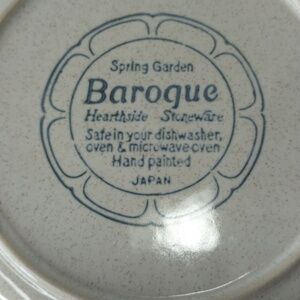 Spring Garden
Baroque
Hearthside Stoneware
Safe in your dishwasher,
oven & microwave oven
Hand painted
JAPAN